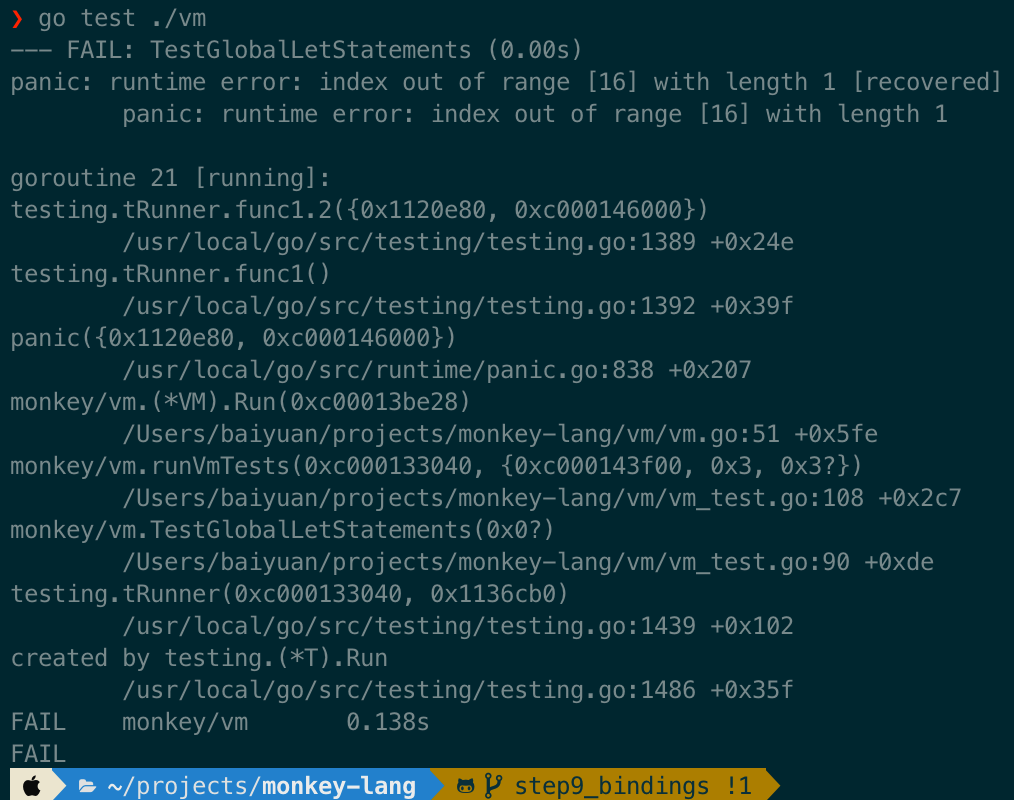 ❯ go test ./vm
--- FAIL: TestGlobalLetStatements (0.00s)
panic: runtime error: index out of range [16] with length 1 [recovered]
        panic: runtime error: index out of range [16] with length 1

goroutine 21 [running]:
testing.tRunner.func1.2({0x1120e80, 0xc000146000})
        /usr/local/go/src/testing/testing.go:1389 +0x24e
testing.tRunner.func1()
        /usr/local/go/src/testing/testing.go:1392 +0x39f
panic({0x1120e80, 0xc000146000})
        /usr/local/go/src/runtime/panic.go:838 +0x207
monkey/vm.(*VM).Run(0xc00013be28)
        /Users/baiyuan/projects/monkey-lang/vm/vm.go:51 +0x5fe
monkey/vm.runVmTests(0xc000133040, {0xc000143f00, 0x3, 0x3?})
        /Users/baiyuan/projects/monkey-lang/vm/vm_test.go:108 +0x2c7
monkey/vm.TestGlobalLetStatements(0x0?)
        /Users/baiyuan/projects/monkey-lang/vm/vm_test.go:90 +0xde
testing.tRunner(0xc000133040, 0x1136cb0)
        /usr/local/go/src/testing/testing.go:1439 +0x102
created by testing.(*T).Run
        /usr/local/go/src/testing/testing.go:1486 +0x35f
FAIL    monkey/vm       0.138s
FAIL
~/projects/monkey-lang step9_bindings !1